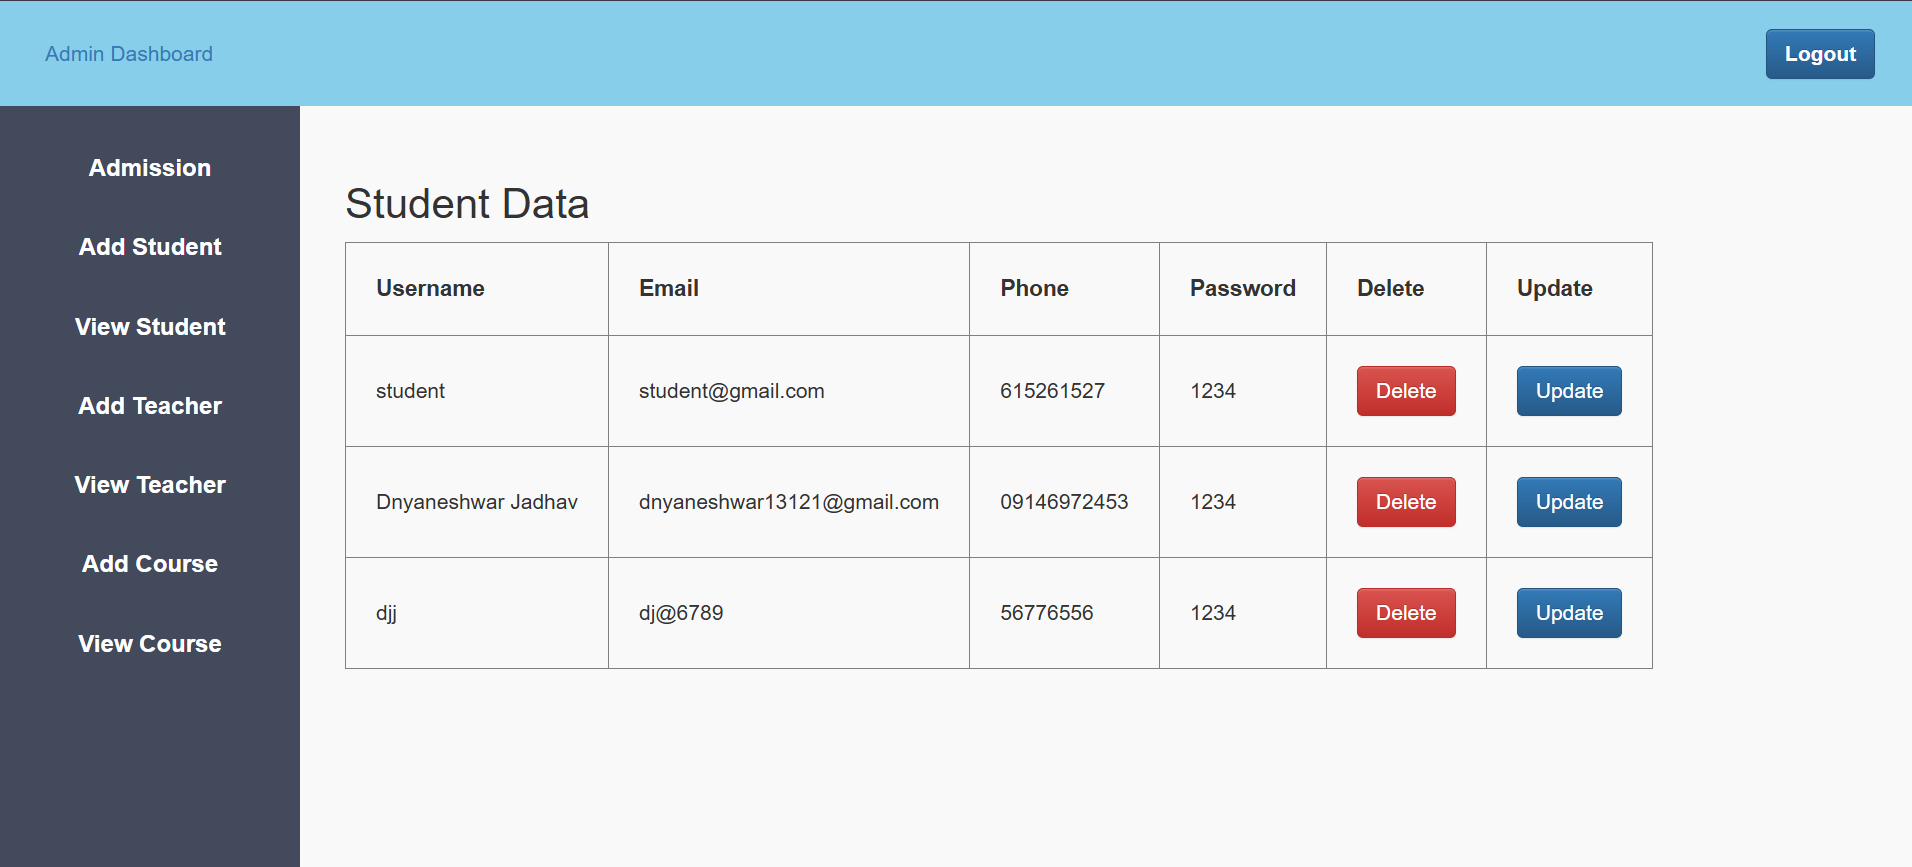 Admin Dashboard
Logout
Admission
Add Student
View Student
Add Teacher
View Teacher
Add Course
View Course
Student Data
Username Email Phone Password Delete Update
student student@gmail.com 615261527 1234 Delete Update
Dnyaneshwar Jadhav dnyaneshwar13121@gmail.com 09146972453 1234 Delete Update
djj dj@6789 56776556 1234 Delete Update